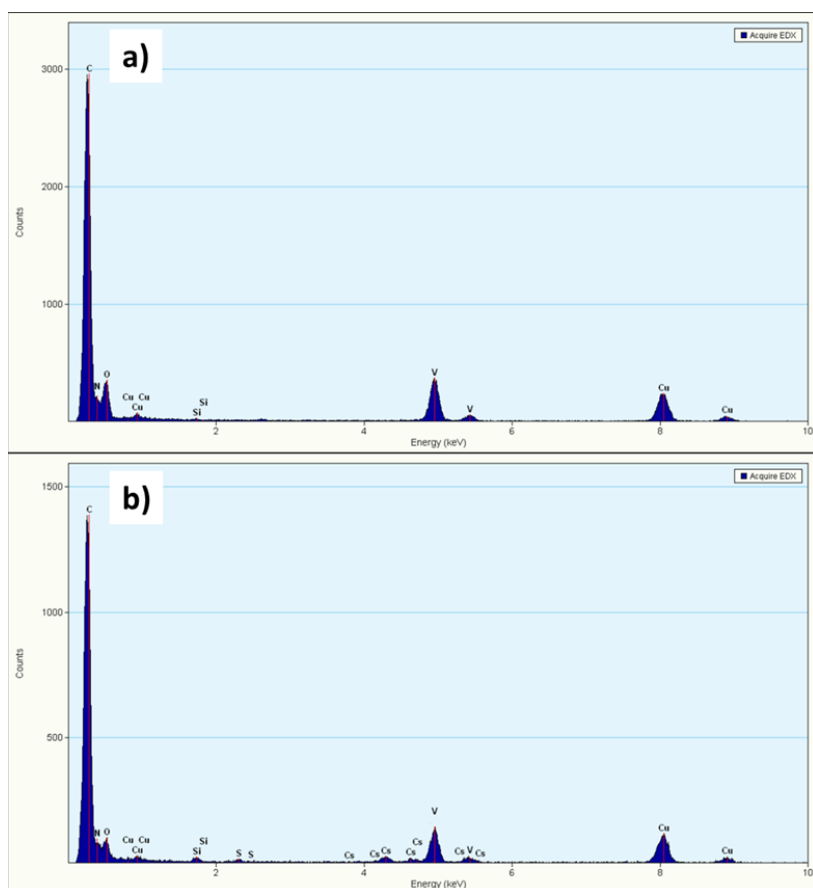 a)
Acquire EDX
3000
2000
1000
Counts
C
N
O
Cu Cu
Cu
Si
Si
V
V
Cu
Cu
2 4 6 8 10
Energy (keV)
b)
Acquire EDX
1500
1000
500
Counts
C
N
O
Cu Cu
Cu
Si
Si
S
S
Cs
Cs
Cs
Cs
Cs
V
Cs
V
Cs
Cu
Cu
2 4 6 8 10
Energy (keV)